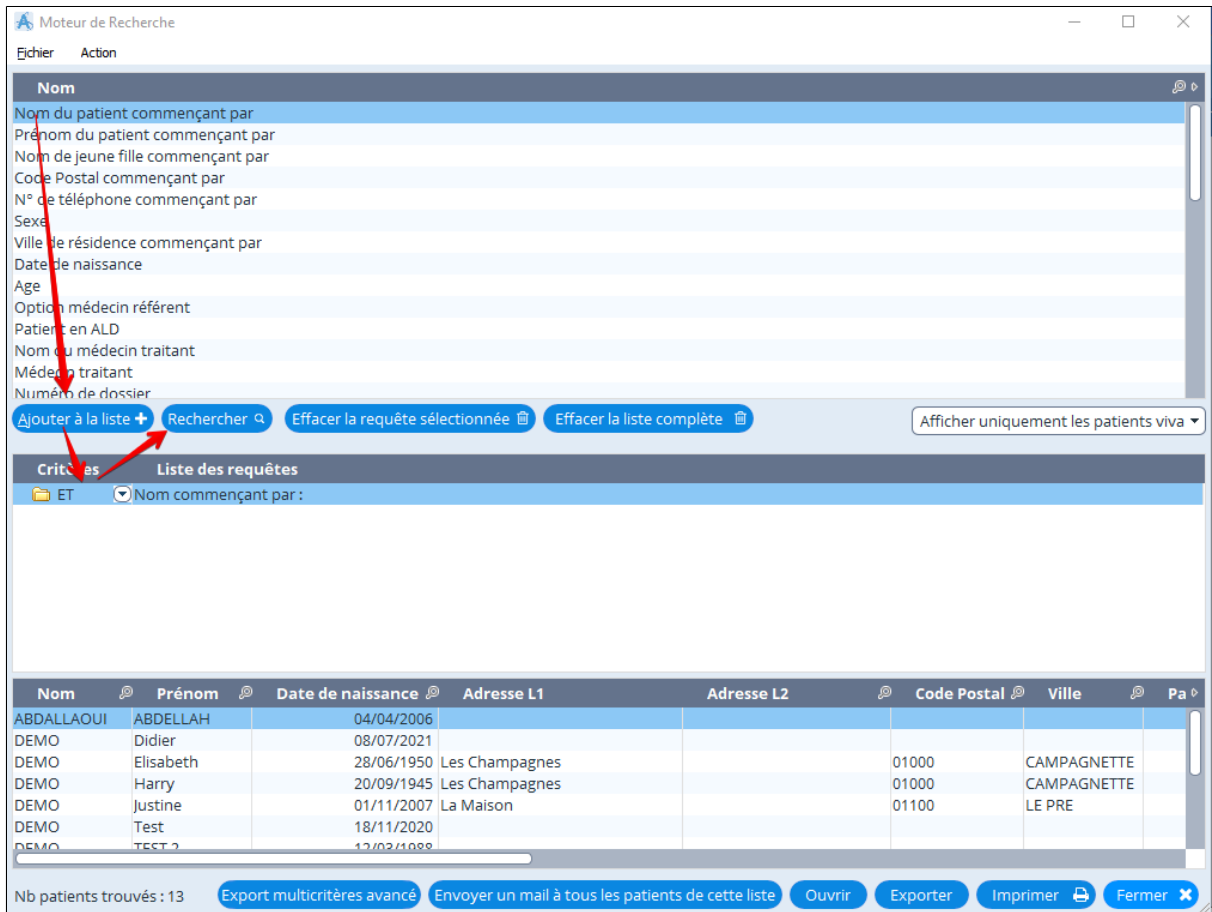 Moteur de Recherche
Fichier Action
Nom
Nom du patient commençant par
Prénom du patient commençant par
Nom de jeune fille commençant par
Code Postal commençant par
N° de téléphone commençant par
Sexe
Ville de résidence commençant par
Date de naissance
Age
Option médecin référent
Patient en ALD
Nom du médecin traitant
Médecin traitant
Numéro de dossier
Ajouter à la liste Rechercher Effacer la requête sélectionnée Effacer la liste complète Afficher uniquement les patients viva
Critères Liste des requêtes
ET Nom commençant par :
Nom Prénom Date de naissance Adresse L1 Adresse L2 Code Postal Ville Pa
ABDALLAOUI ABDELLAH 04/04/2006
DEMO Didier 08/07/2021
DEMO Elisabeth 28/06/1950 Les Champagnes 01000 CAMPAGNETTE
DEMO Harry 20/09/1945 Les Champagnes 01000 CAMPAGNETTE
DEMO Justine 01/11/2007 La Maison 01100 LE PRE
DEMO Test 18/11/2020
DEMO TEST 2 12/03/1988
Nb patients trouvés : 13 Export multicritères avancé Envoyer un mail à tous les patients de cette liste Ouvrir Exporter Imprimer Fermer